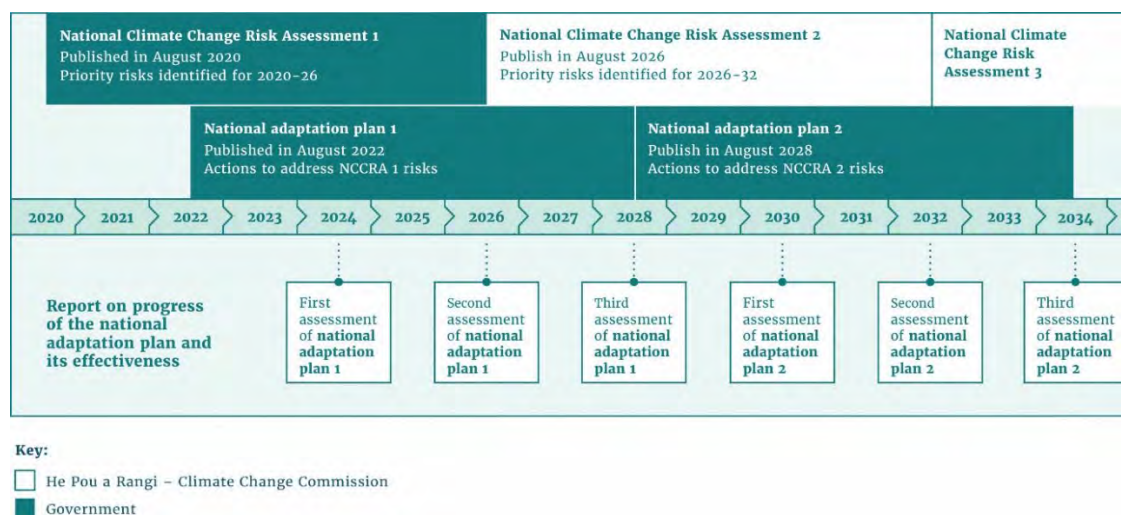 National Climate Change Risk Assessment 1
Published in August 2020
Priority risks identified for 2020-26
National Climate Change Risk Assessment 2
Publish in August 2026
Priority risks identified for 2026-32
National Climate
Change Risk
Assessment 3
National adaptation plan 1
Published in August 2022
Actions to address NCCRA 1 risks
National adaptation plan 2
Publish in August 2028
Actions to address NCCRA 2 risks
2020 2021 2022 2023 2024 2025 2026 2027 2028 2029 2030 2031 2032 2033 2034
Report on progress
of the national
adaptation plan and
its effectiveness
First
assessment
of national
adaptation
plan 1
Second
assessment
of national
adaptation
plan 1
Third
assessment
of national
adaptation
plan 1
First
assessment
of national
adaptation
plan 2
Second
assessment
of national
adaptation
plan 2
Third
assessment
of national
adaptation
plan 2
Key:
He Pou a Rangi – Climate Change Commission
Government